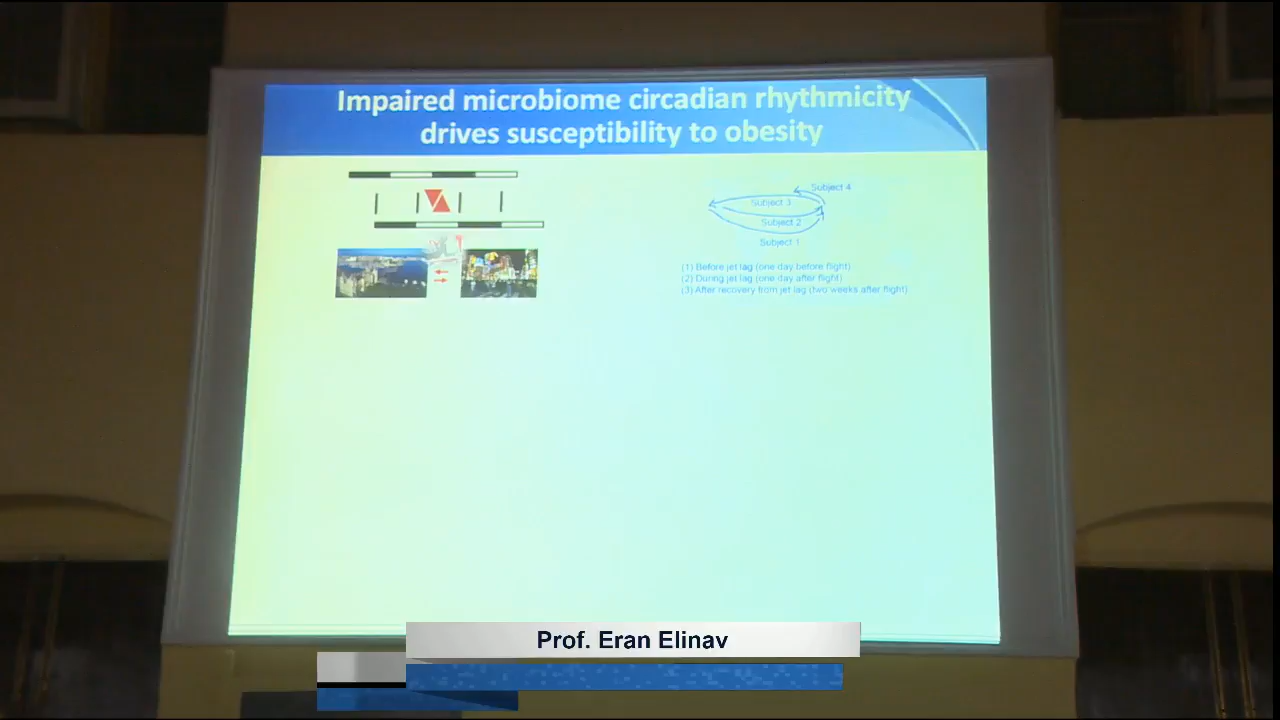 Impaired microbiome circadian rhythmicity
drives susceptibility to obesity
Subject 4
Subject 3
Subject 2
Subject 1
(1) Before jet lag (one day before flight)
(2) During jet lag (one day after flight)
(3) After recovery from jet lag (two weeks after flight)
Prof. Eran Elinav